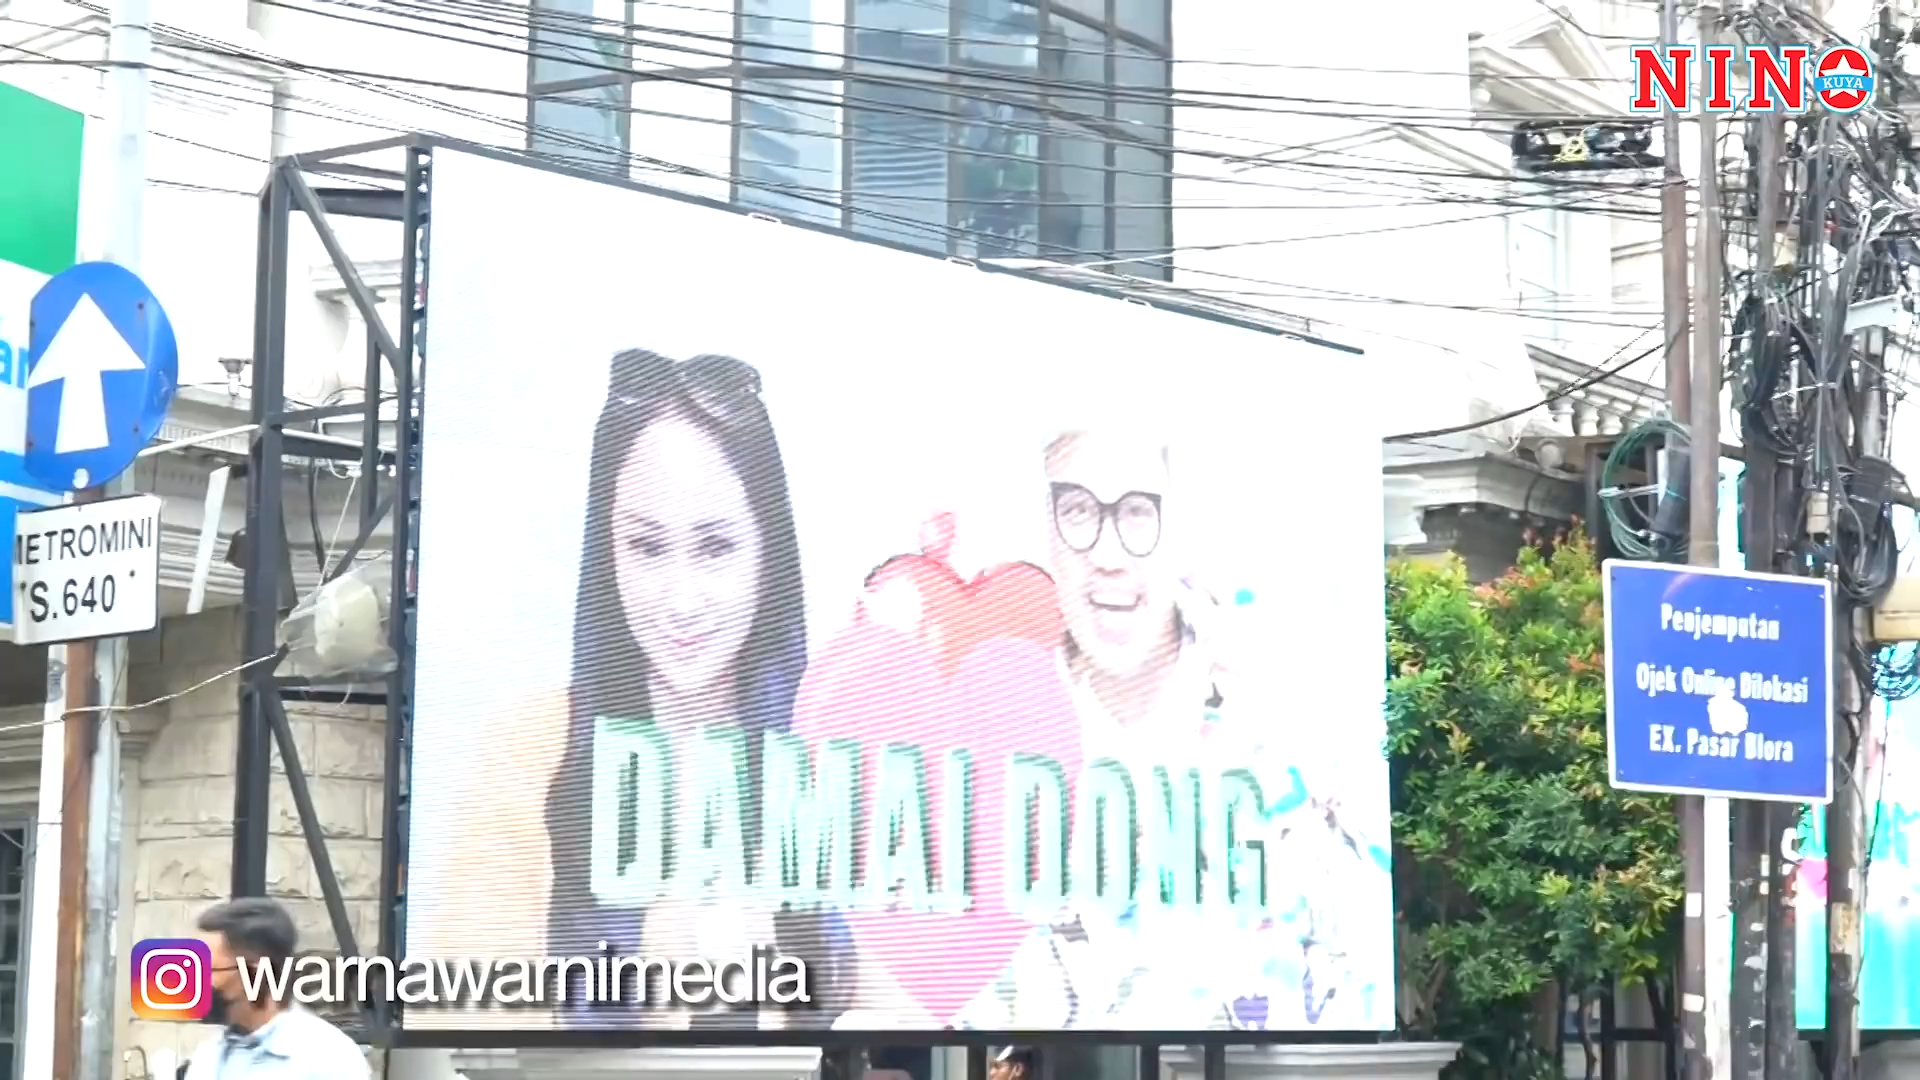 NINO
KUYA
METROMINI
S.640
DAMAI DONG
Penjemputan
Ojek Online Dilokasi
EX. Pasar Blora
warnawarnimedia